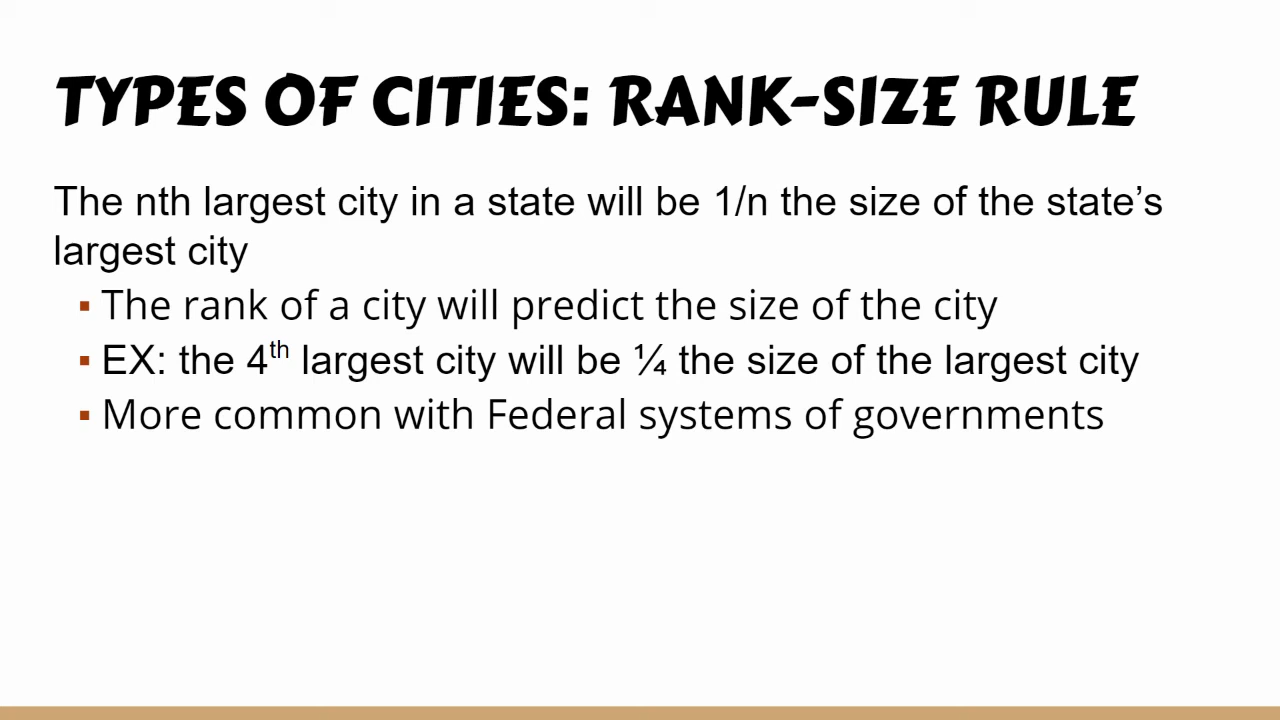 TYPES OF CITIES: RANK-SIZE RULE
The nth largest city in a state will be 1/n the size of the state’s
largest city
▪ The rank of a city will predict the size of the city
▪ EX: the 4th largest city will be ¼ the size of the largest city
▪ More common with Federal systems of governments